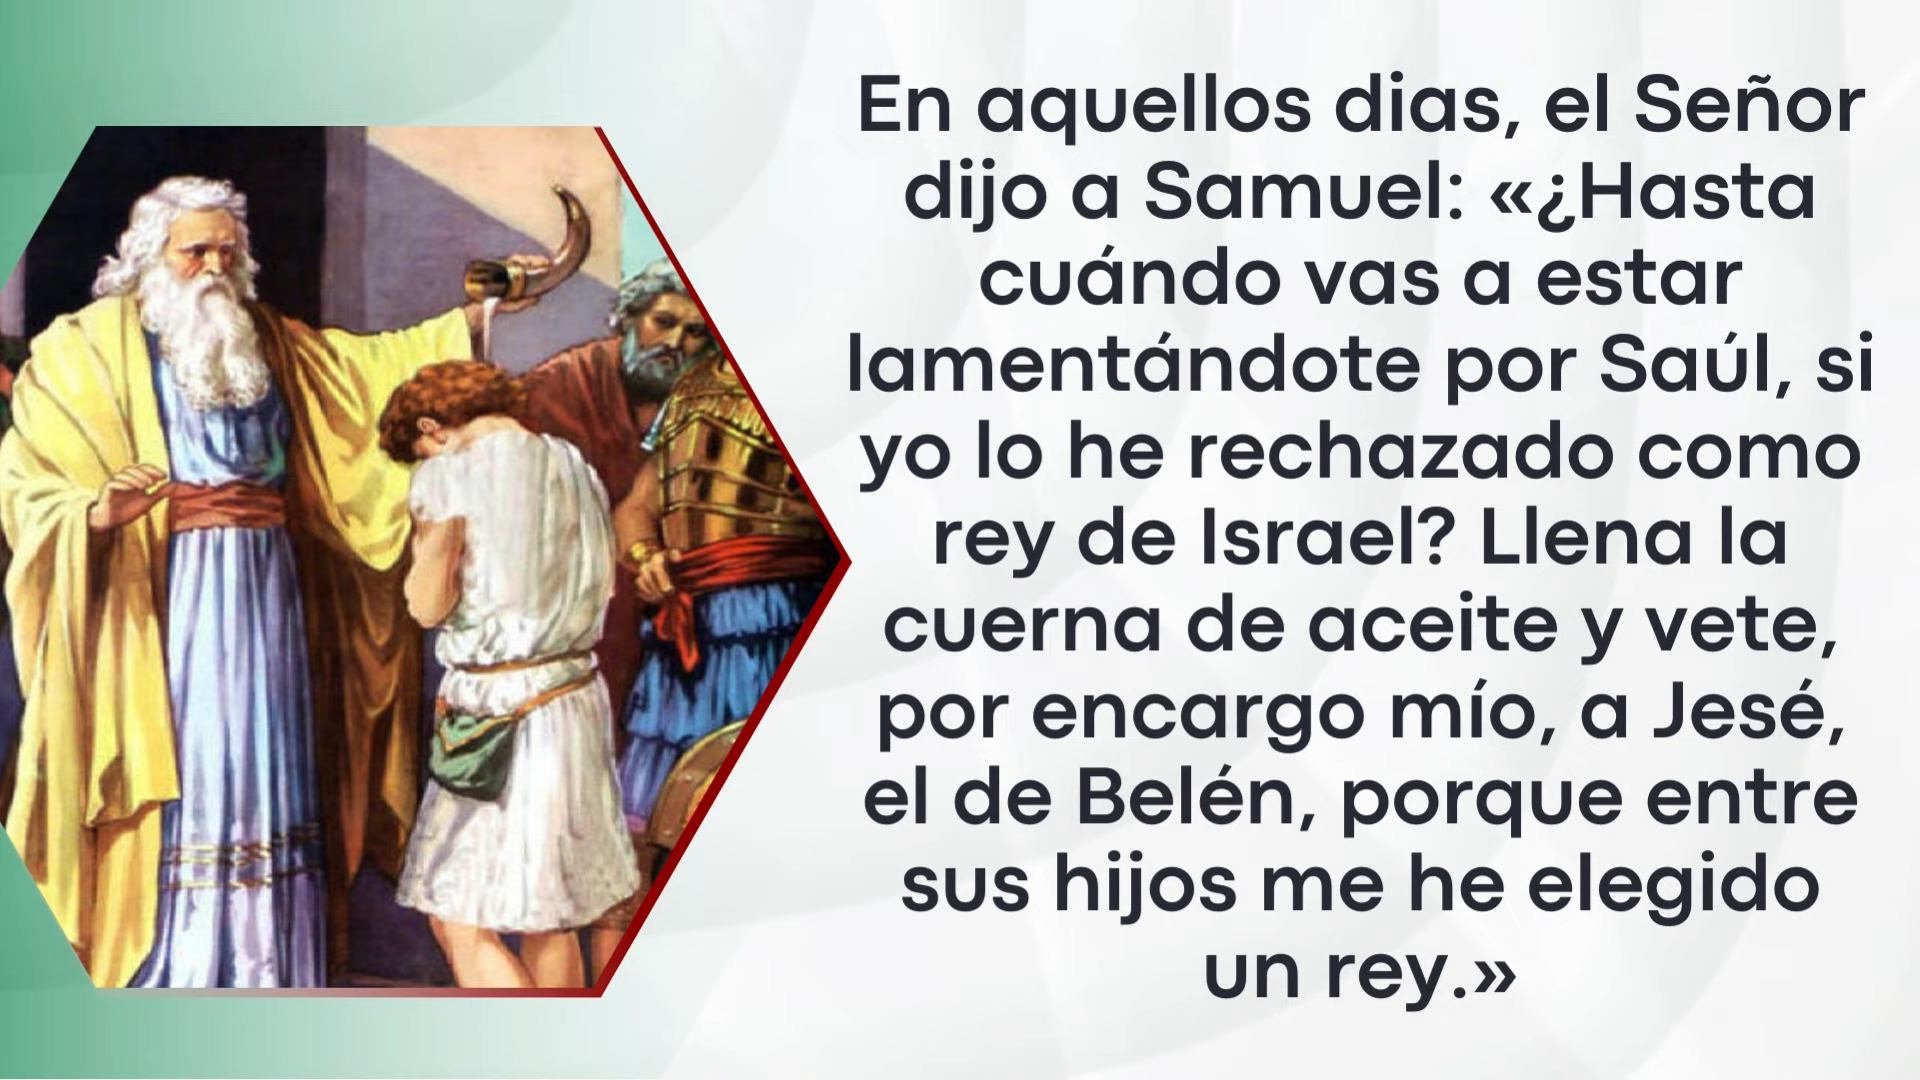 En aquellos dias, el Señor
dijo a Samuel: «¿Hasta
cuándo vas a estar
lamentándote por Saúl, si
yo lo he rechazado como
rey de Israel? Llena la
cuerna de aceite y vete,
por encargo mío, a Jesé,
el de Belén, porque entre
sus hijos me he elegido
un rey.»